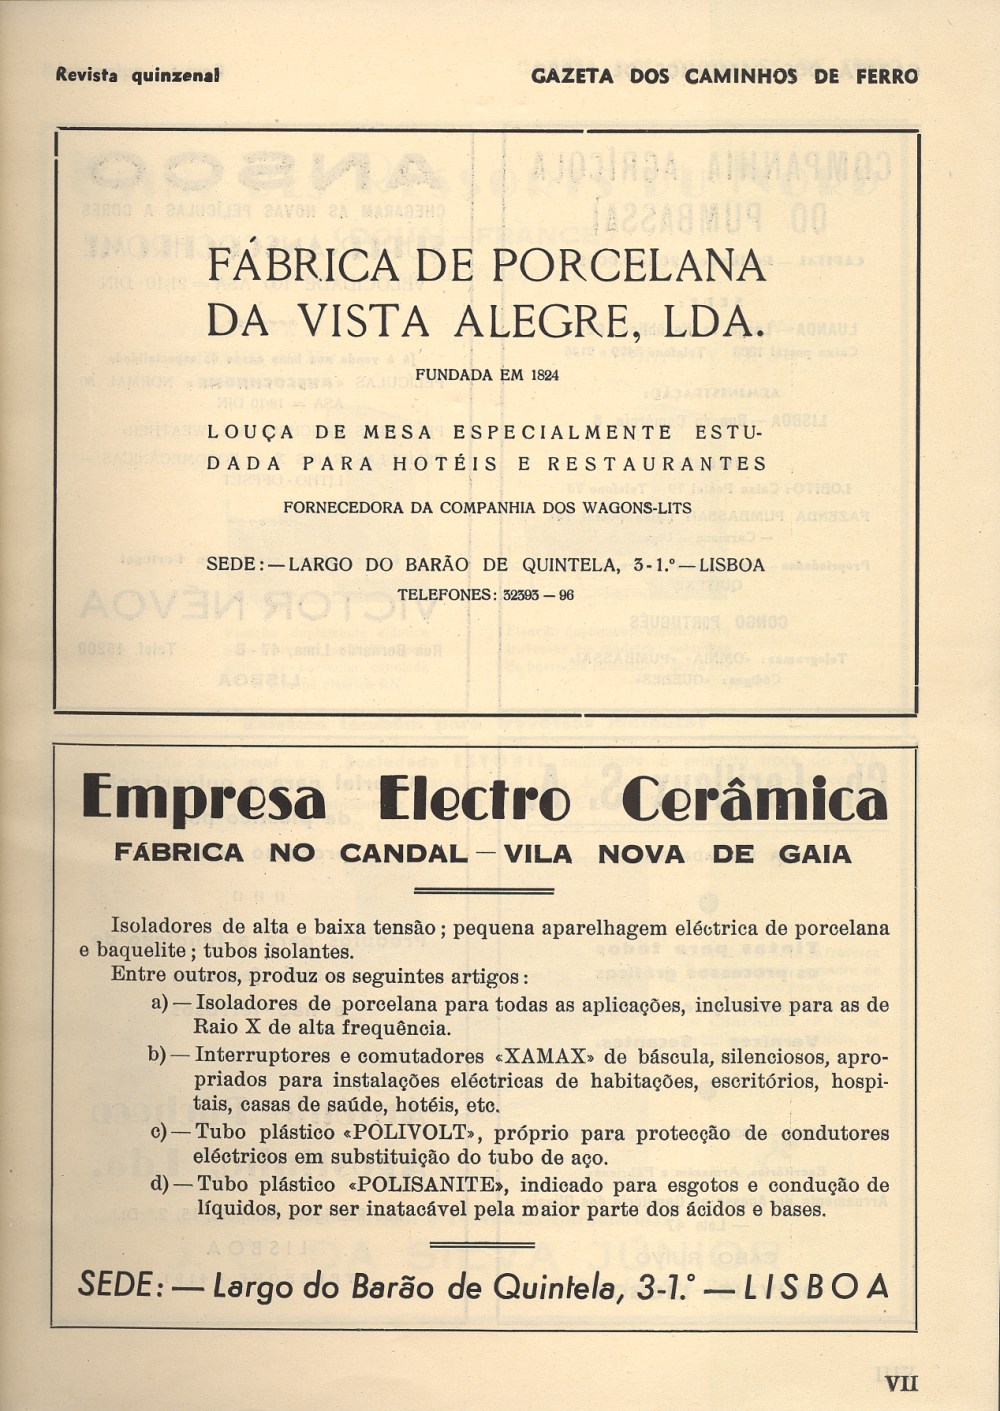 Revista quinzenal GAZETA DOS CAMINHOS DE FERRO
FÁBRICA DE PORCELANA
DA VISTA ALEGRE, LDA.
FUNDADA EM 1824
LOUÇA DE MESA ESPECIALMENTE ESTU-
DADA PARA HOTÉIS E RESTAURANTES
FORNECEDORA DA COMPANHIA DOS WAGONS-LITS
SEDE:—LARGO DO BARÃO DE QUINTELA, 3-1.º—LISBOA
TELEFONES: 32393 — 96
Empresa Electro Cerâmica
FÁBRICA NO CANDAL — VILA NOVA DE GAIA
Isoladores de alta e baixa tensão; pequena aparelhagem eléctrica de porcelana
e baquelite; tubos isolantes.
Entre outros, produz os seguintes artigos:
a) — Isoladores de porcelana para todas as aplicações, inclusive para as de
Raio X de alta frequência.
b) — Interruptores e comutadores «XAMAX» de báscula, silenciosos, apro-
priados para instalações eléctricas de habitações, escritórios, hospi-
tais, casas de saúde, hotéis, etc.
c) — Tubo plástico «POLIVOLT», próprio para protecção de condutores
eléctricos em substituição do tubo de aço.
d) — Tubo plástico «POLISANITE», indicado para esgotos e condução de
líquidos, por ser inatacável pela maior parte dos ácidos e bases.
SEDE: — Largo do Barão de Quintela, 3-1.º — LISBOA
VII